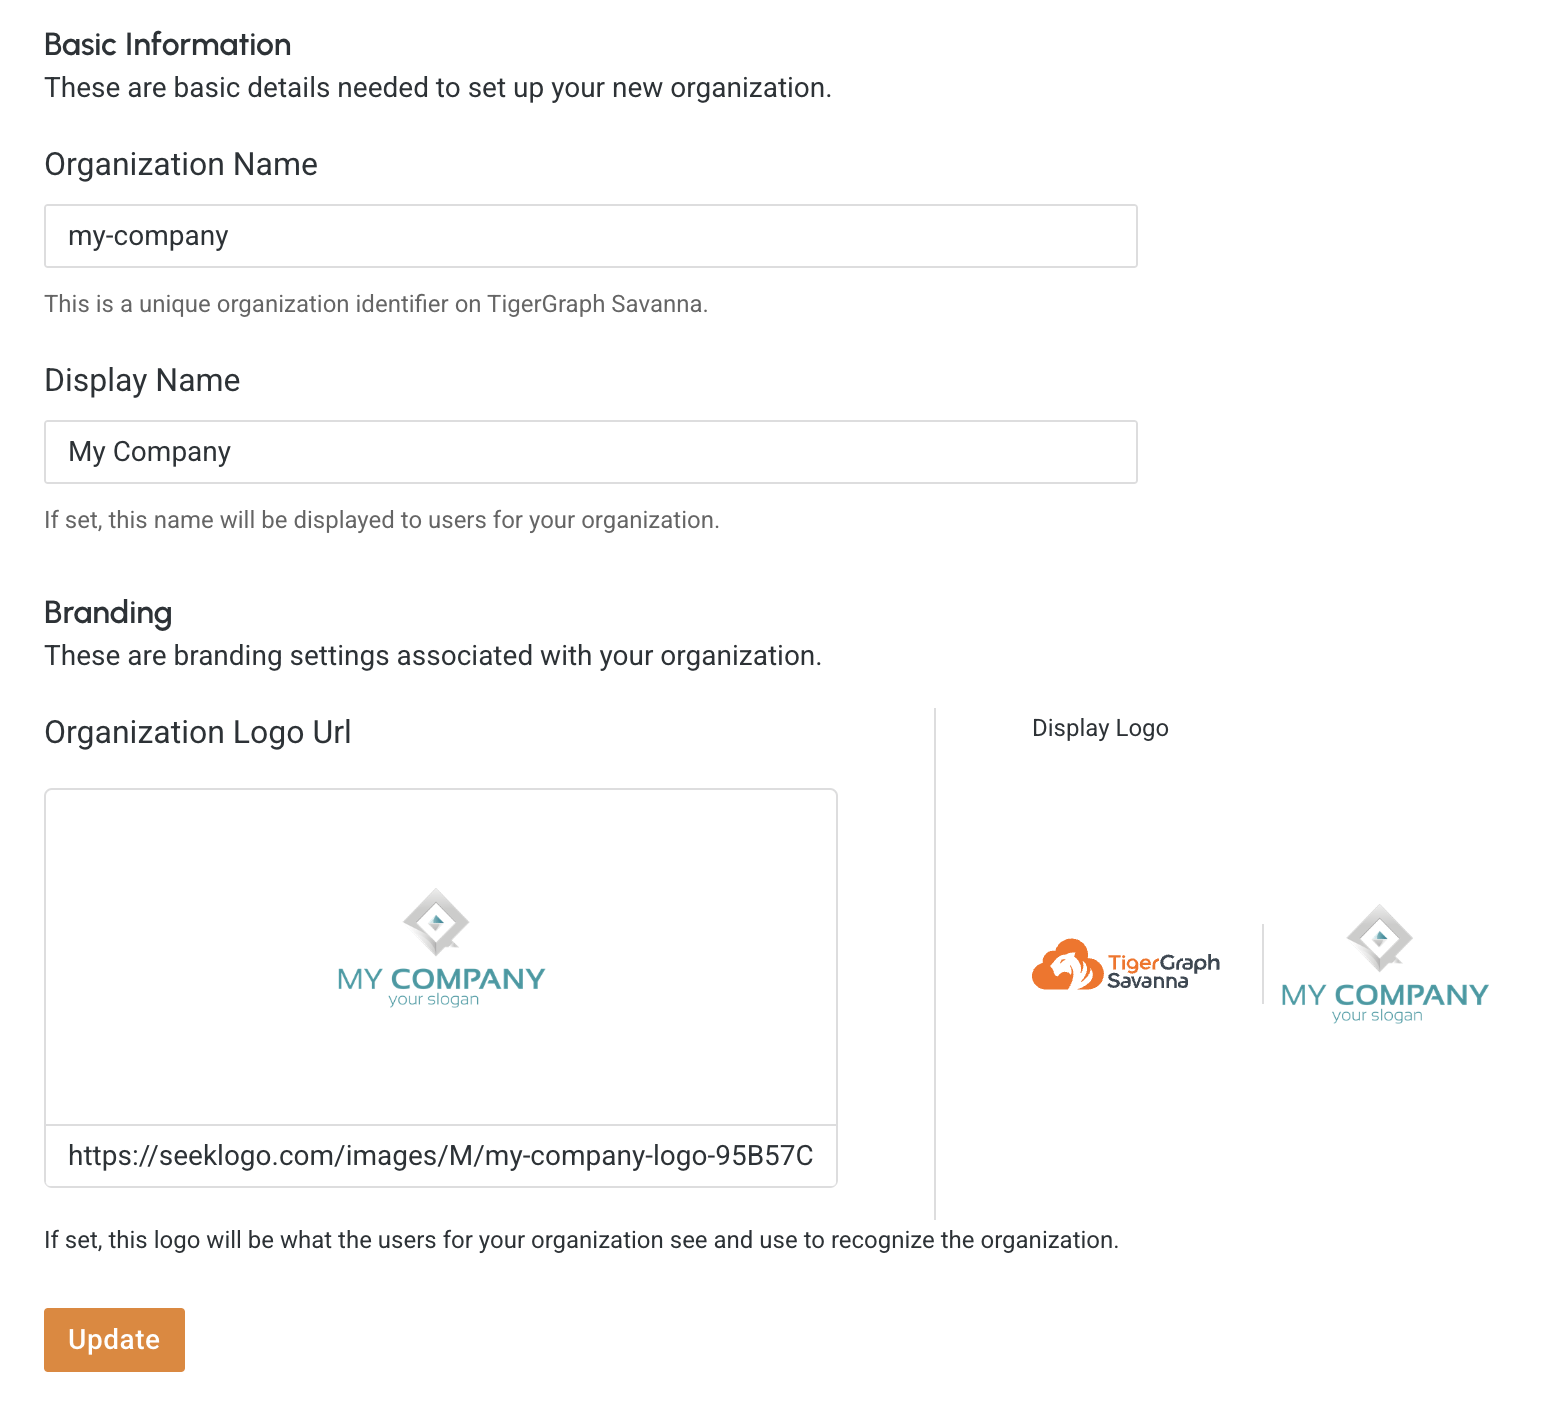 Basic Information
These are basic details needed to set up your new organization.
Organization Name
my-company
This is a unique organization identifier on TigerGraph Savanna.
Display Name
My Company
If set, this name will be displayed to users for your organization.
Branding
These are branding settings associated with your organization.
Organization Logo Url
MY COMPANY
your slogan
https://seeklogo.com/images/M/my-company-logo-95B57C
Display Logo
TigerGraph
Savanna
MY COMPANY
your slogan
If set, this logo will be what the users for your organization see and use to recognize the organization.
Update